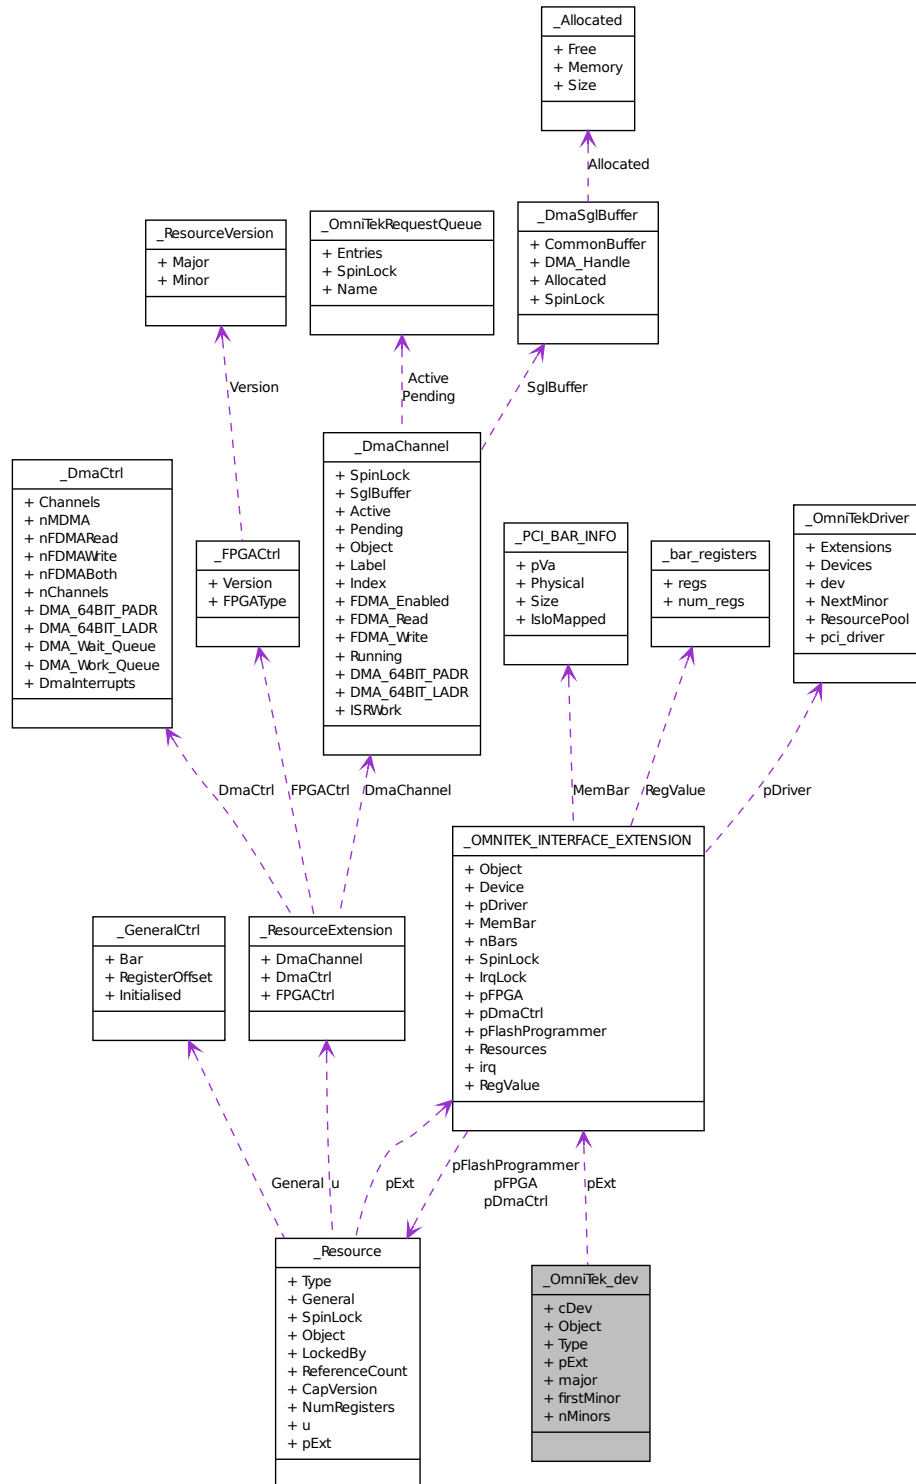 _Allocated
+ Free
+ Memory
+ Size
Allocated
_DmaSglBuffer
+ CommonBuffer
+ DMA_Handle
+ Allocated
+ SpinLock
_OmniTekRequestQueue
+ Entries
+ SpinLock
+ Name
_ResourceVersion
+ Major
+ Minor
Version
Active
Pending
SglBuffer
_DmaCtrl
+ Channels
+ nMDMA
+ nFDMARead
+ nFDMAWrite
+ nFDMABoth
+ nChannels
+ DMA_64BIT_PADR
+ DMA_64BIT_LADR
+ DMA_Wait_Queue
+ DMA_Work_Queue
+ DmaInterrupts
_FPGACtrl
+ Version
+ FPGAType
_DmaChannel
+ SpinLock
+ SglBuffer
+ Active
+ Pending
+ Object
+ Label
+ Index
+ FDMA_Enabled
+ FDMA_Read
+ FDMA_Write
+ Running
+ DMA_64BIT_PADR
+ DMA_64BIT_LADR
+ ISRWork
_PCI_BAR_INFO
+ pVa
+ Physical
+ Size
+ IsIoMapped
_bar_registers
+ regs
+ num_regs
_OmniTekDriver
+ Extensions
+ Devices
+ dev
+ NextMinor
+ ResourcePool
+ pci_driver
DmaCtrl
FPGACtrl
DmaChannel
MemBar
RegValue
pDriver
_GeneralCtrl
+ Bar
+ RegisterOffset
+ Initialised
_ResourceExtension
+ DmaChannel
+ DmaCtrl
+ FPGACtrl
_OMNITEK_INTERFACE_EXTENSION
+ Object
+ Device
+ pDriver
+ MemBar
+ nBars
+ SpinLock
+ IrqLock
+ pFPGA
+ pDmaCtrl
+ pFlashProgrammer
+ Resources
+ irq
+ RegValue
General
u
pExt
pFlashProgrammer
pFPGA
pDmaCtrl
pExt
_Resource
+ Type
+ General
+ SpinLock
+ Object
+ LockedBy
+ ReferenceCount
+ CapVersion
+ NumRegisters
+ u
+ pExt
_OmniTek_dev
+ cDev
+ Object
+ Type
+ pExt
+ major
+ firstMinor
+ nMinors